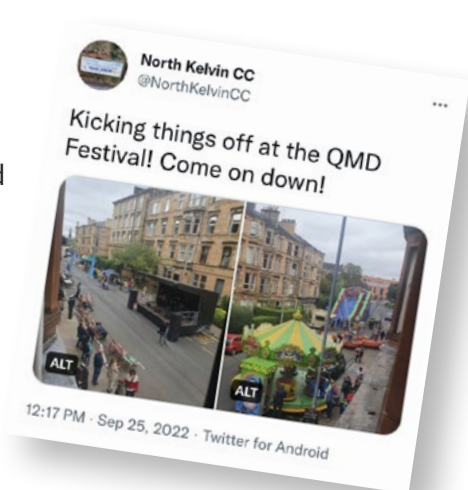 North Kelvin CC
@NorthKelvinCC
Kicking things off at the QMD
Festival! Come on down!
ALT
ALT
12:17 PM · Sep 25, 2022 · Twitter for Android
d